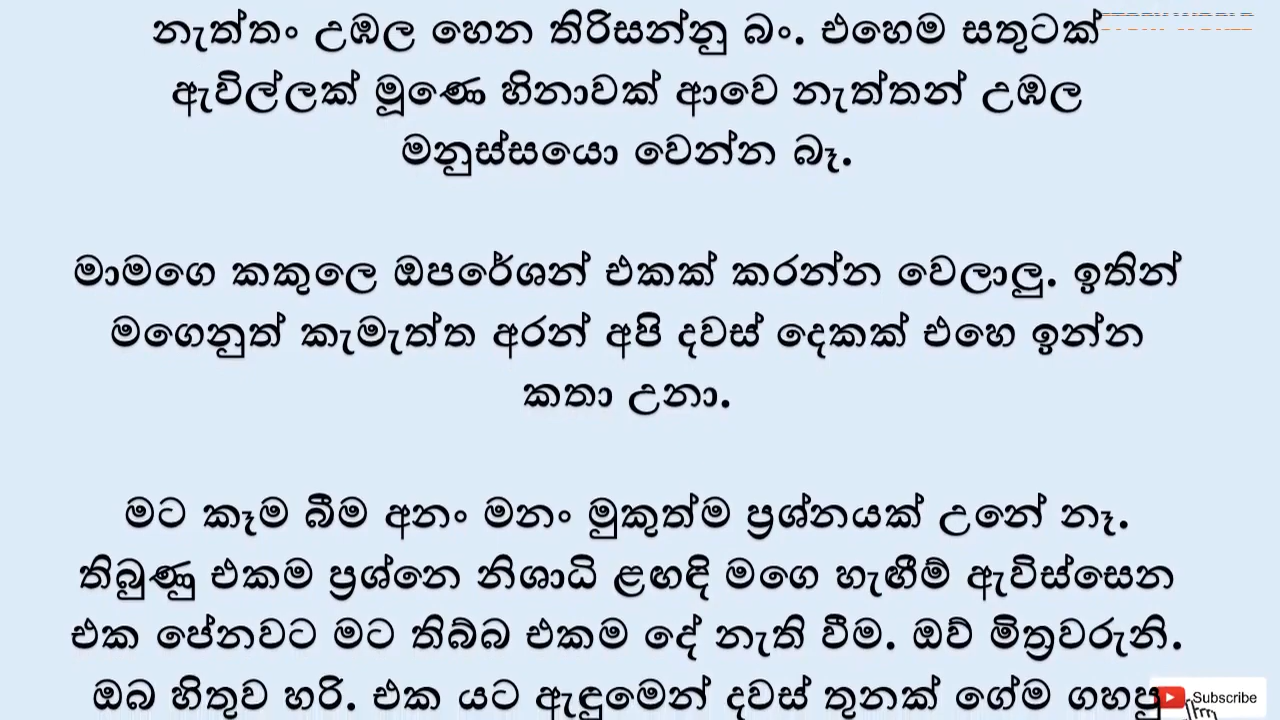 නැත්තං උඹල හෙන තිරිසන්නු බං. එහෙම සතුටක්
ඇවිල්ලක් මූණෙ හිනාවක් ආවෙ නැත්තන් උඹල
මනුස්සයො වෙන්න බෑ.
මාමගෙ කකුලෙ ඔපරේශන් එකක් කරන්න වෙලාලු. ඉතින්
මගෙනුත් කැමැත්ත අරන් අපි දවස් දෙකක් එහෙ ඉන්න
කතා උනා.
මට කෑම බීම අනං මනං මුකුත්ම ප්‍රශ්නයක් උනේ නෑ.
තිබුණු එකම ප්‍රශ්නෙ නිශාධි ළඟඳි මගෙ හැඟීම් ඇවිස්සෙන
එක පේනවට මට තිබ්බ එකම දේ නැති වීම. ඔව් මිත්‍රවරුනි.
ඔබ හිතුව හරි. එක යට ඇඳුමෙන් දවස් තුනක් ගේම ගහපු
Subscribe